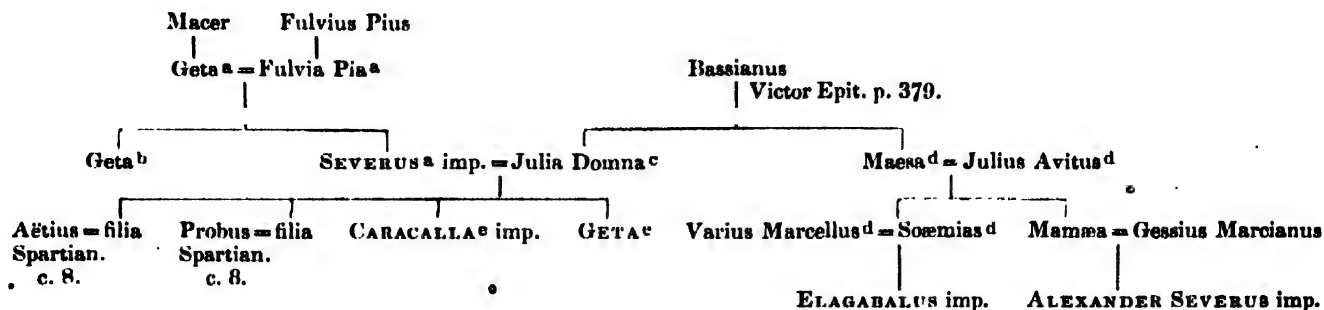 Macer Fulvius Pius
Geta a = Fulvia Pia a Bassianus
Victor Epit. p. 379.
Geta b SEVERUS a imp. = Julia Domna c Maesa d = Julius Avitus d
Aëtius = filia Probus = filia CARACALLA e imp. GETA e Varius Marcellus d = Soæmias d Mamæa = Gessius Marcianus
Spartian. Spartian.
c. 8. c. 8.
ELAGABALUS imp. ALEXANDER SEVERUS imp.